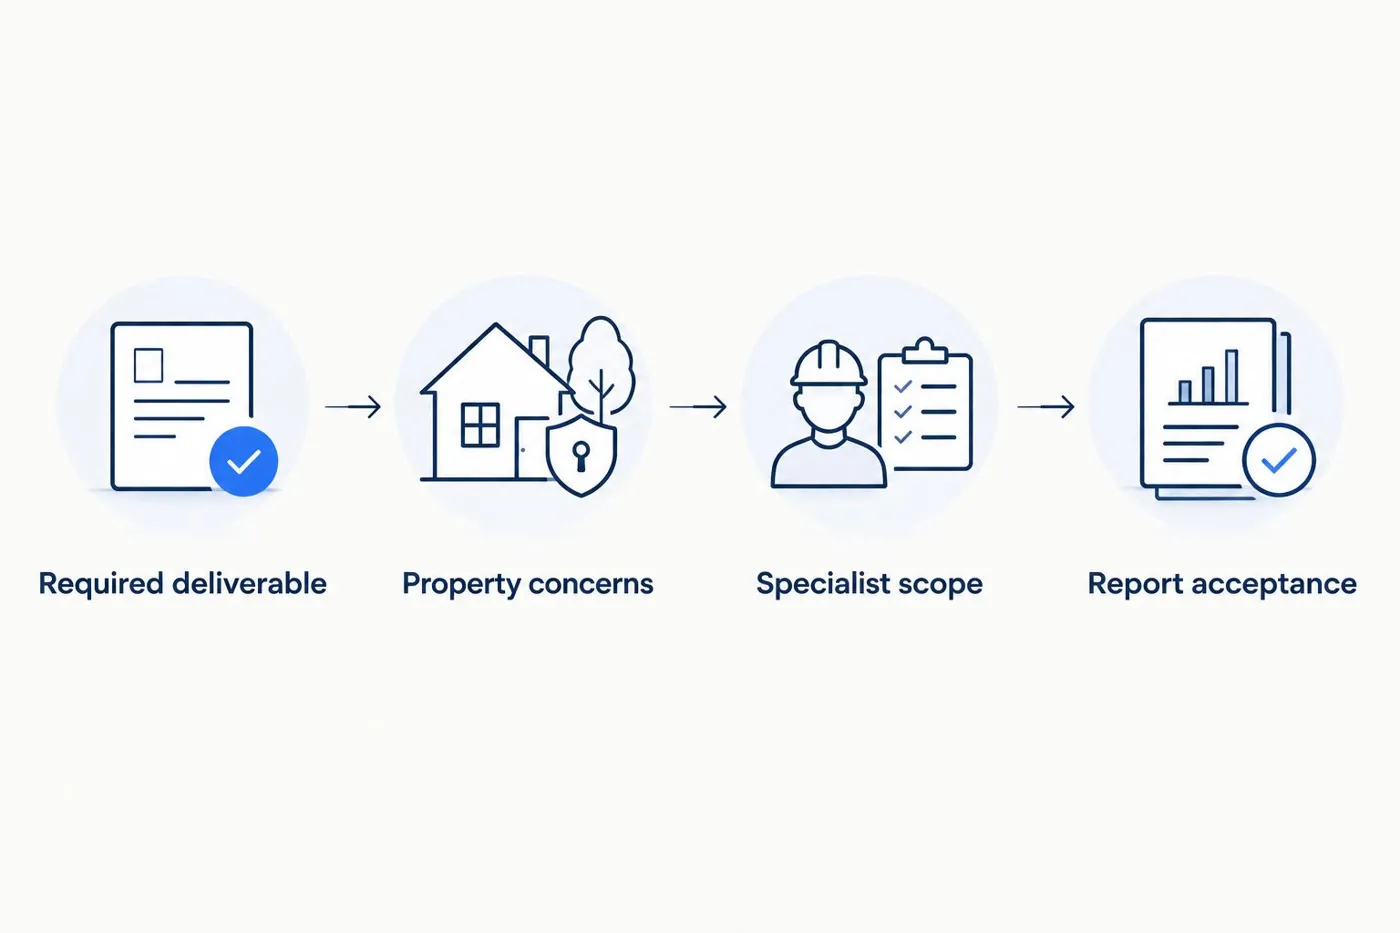 Required deliverable
Property concerns
Specialist scope
Report acceptance